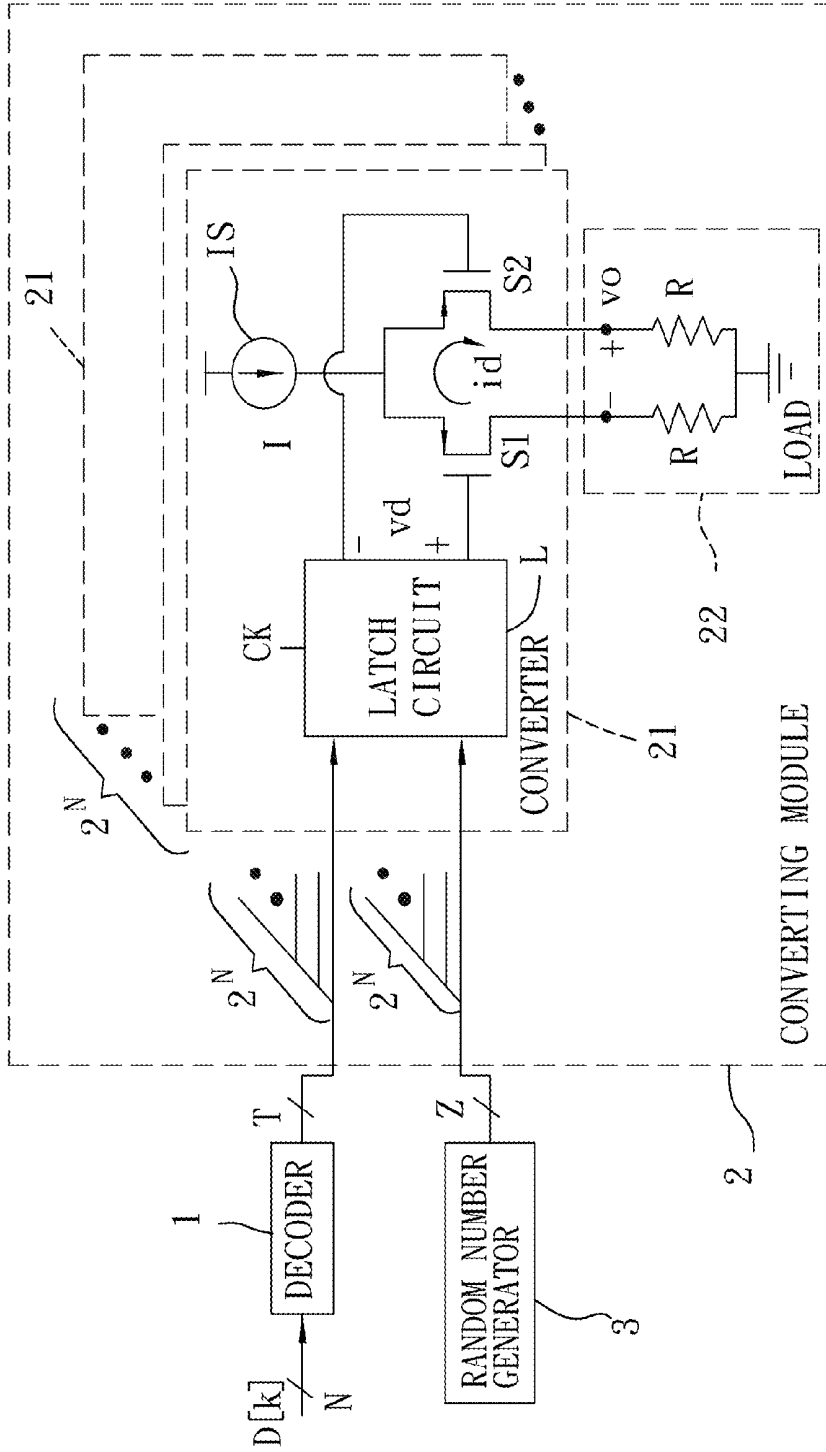 D[k]
N
1
DECODER
T
2^N
RANDOM NUMBER
GENERATOR
3
Z
2^N
2
CONVERTING MODULE
2^N
21
CK
LATCH
CIRCUIT
L
CONVERTER
21
-
vd
+
I
IS
S1
id
S2
-
+
vo
R
R
LOAD
-
22